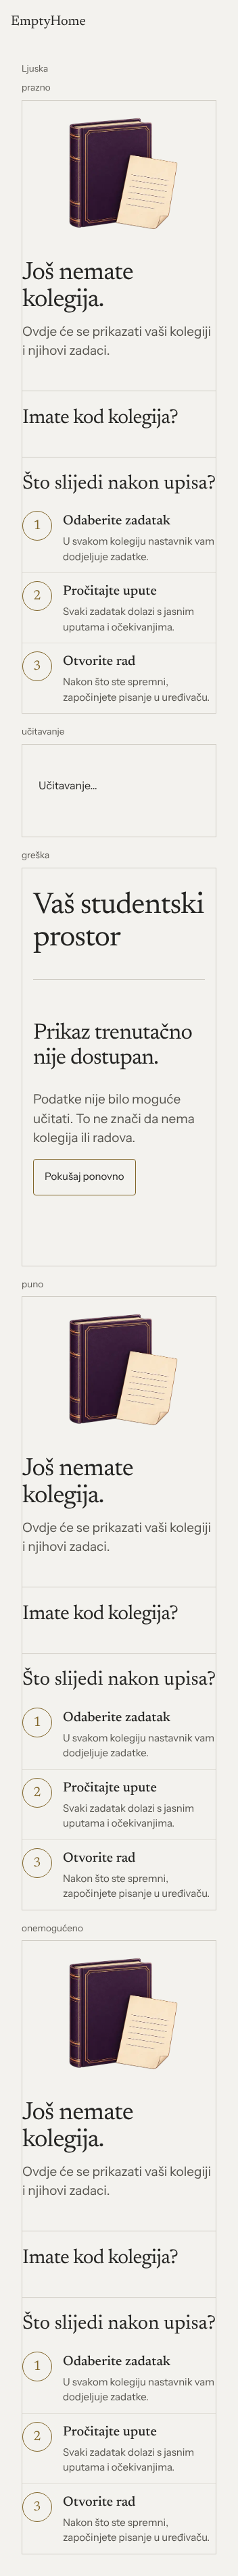 EmptyHome
Ljuska
prazno
Još nemate
kolegija.
Ovdje će se prikazati vaši kolegiji
i njihovi zadaci.
Imate kod kolegija?
Što slijedi nakon upisa?
1
Odaberite zadatak
U svakom kolegiju nastavnik vam
dodjeljuje zadatke.
2
Pročitajte upute
Svaki zadatak dolazi s jasnim
uputama i očekivanjima.
3
Otvorite rad
Nakon što ste spremni,
započinjete pisanje u uređivaču.
učitavanje
Učitavanje…
greška
Vaš studentski
prostor
Prikaz trenutačno
nije dostupan.
Podatke nije bilo moguće
učitati. To ne znači da nema
kolegija ili radova.
Pokušaj ponovno
puno
Još nemate
kolegija.
Ovdje će se prikazati vaši kolegiji
i njihovi zadaci.
Imate kod kolegija?
Što slijedi nakon upisa?
1
Odaberite zadatak
U svakom kolegiju nastavnik vam
dodjeljuje zadatke.
2
Pročitajte upute
Svaki zadatak dolazi s jasnim
uputama i očekivanjima.
3
Otvorite rad
Nakon što ste spremni,
započinjete pisanje u uređivaču.
onemogućeno
Još nemate
kolegija.
Ovdje će se prikazati vaši kolegiji
i njihovi zadaci.
Imate kod kolegija?
Što slijedi nakon upisa?
1
Odaberite zadatak
U svakom kolegiju nastavnik vam
dodjeljuje zadatke.
2
Pročitajte upute
Svaki zadatak dolazi s jasnim
uputama i očekivanjima.
3
Otvorite rad
Nakon što ste spremni,
započinjete pisanje u uređivaču.